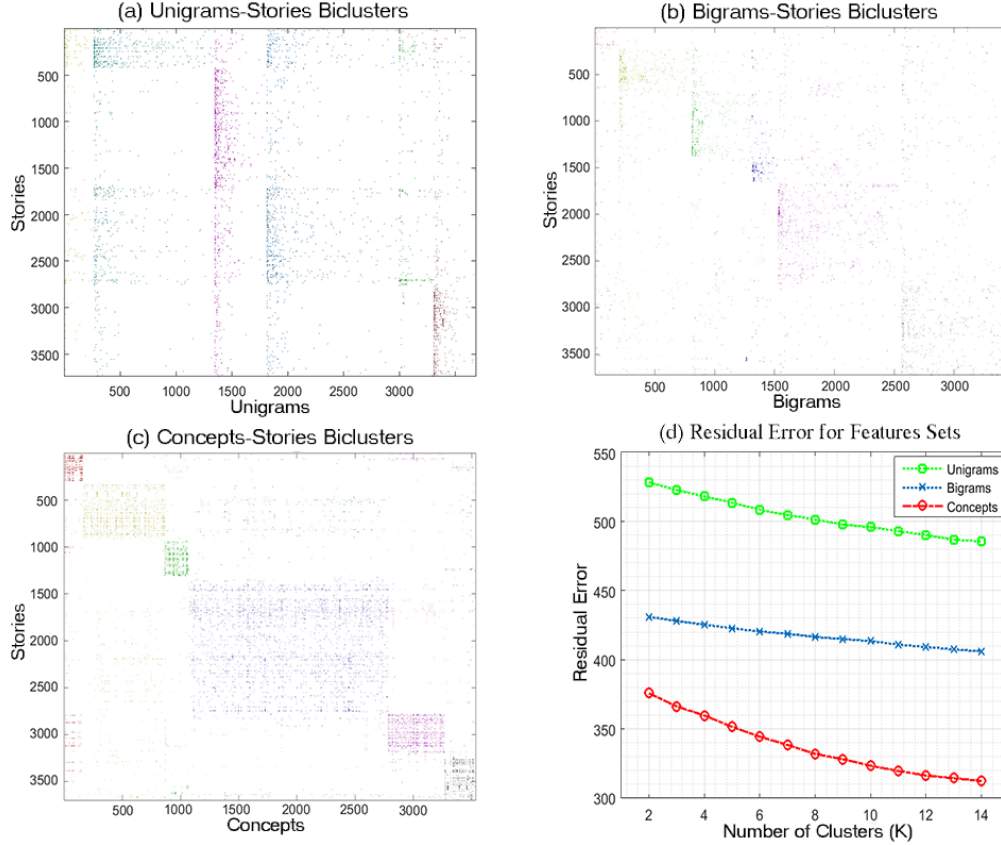 (a) Unigrams-Stories Biclusters
500
1000
1500
2000
2500
3000
3500
Stories
500 1000 1500 2000 2500 3000
Unigrams
(b) Bigrams-Stories Biclusters
500
1000
1500
2000
2500
3000
3500
Stories
500 1000 1500 2000 2500 3000
Bigrams
(c) Concepts-Stories Biclusters
500
1000
1500
2000
2500
3000
3500
Stories
500 1000 1500 2000 2500 3000
Concepts
(d) Residual Error for Features Sets
550
500
450
400
350
300
Residual Error
Unigrams
Bigrams
Concepts
2 4 6 8 10 12 14
Number of Clusters (K)